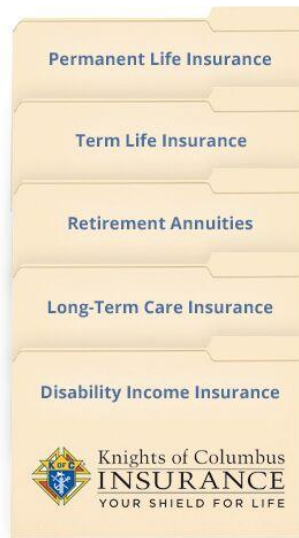 Permanent Life Insurance
Term Life Insurance
Retirement Annuities
Long-Term Care Insurance
Disability Income Insurance
K OF C
Knights of Columbus
INSURANCE
YOUR SHIELD FOR LIFE